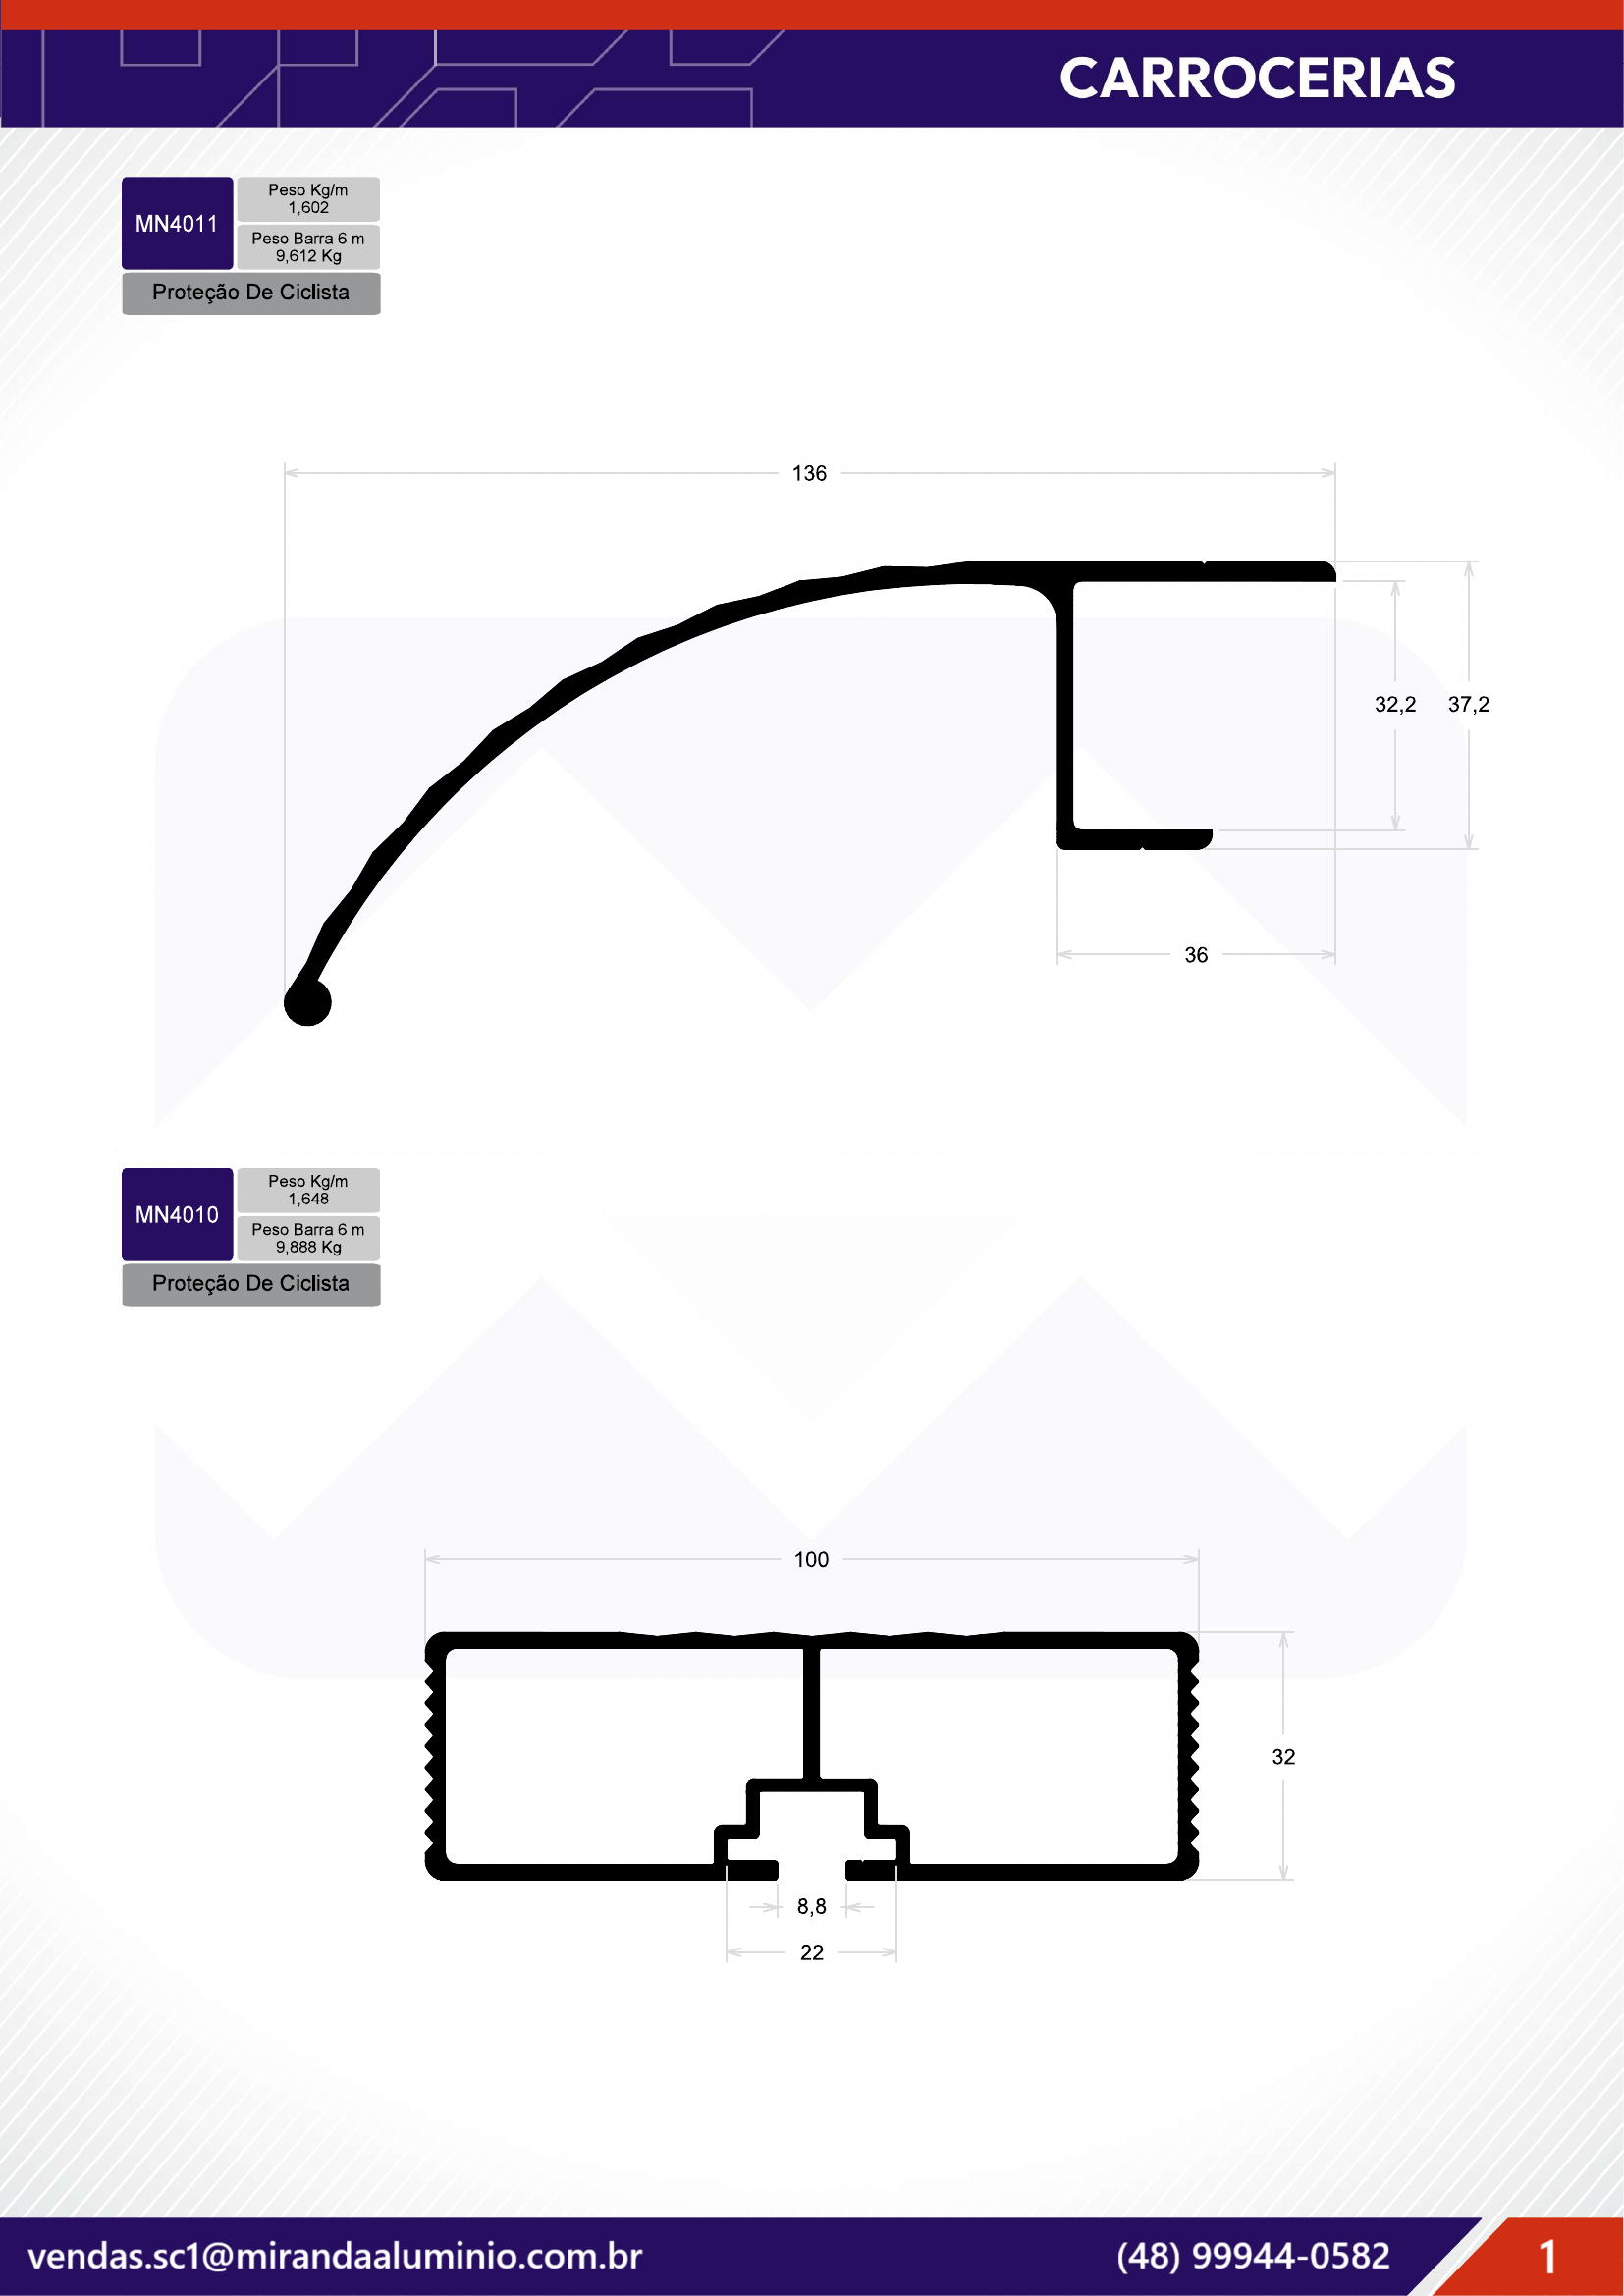 CARROCERIAS
MN4011
Peso Kg/m
1,602
Peso Barra 6 m
9,612 Kg
Proteção De Ciclista
136
32,2
37,2
36
MN4010
Peso Kg/m
1,648
Peso Barra 6 m
9,888 Kg
Proteção De Ciclista
100
32
8,8
22
vendas.sc1@mirandaaluminio.com.br
(48) 99944-0582
1